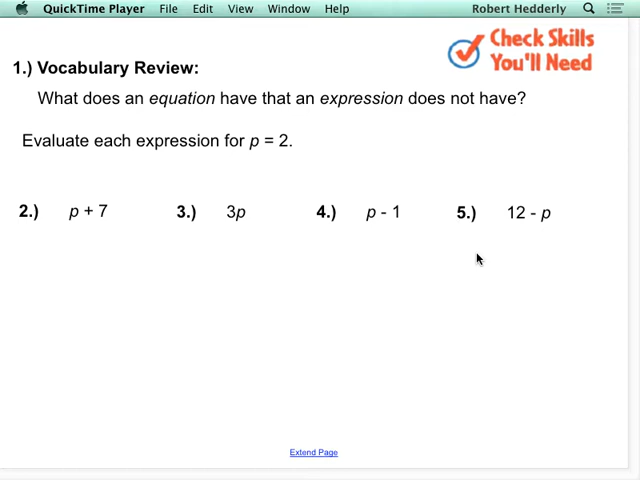 QuickTime Player File Edit View Window Help Robert Hedderly
Check Skills
You'll Need
1.) Vocabulary Review:
What does an equation have that an expression does not have?
Evaluate each expression for p = 2.
2.) p + 7 3.) 3p 4.) p - 1 5.) 12 - p
Extend Page